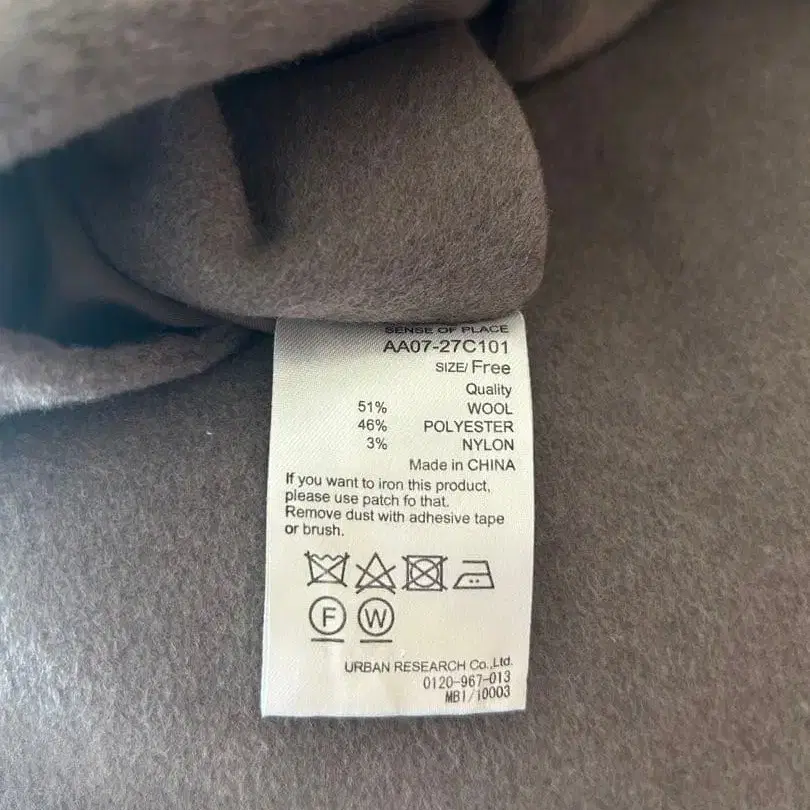 SENSE OF PLACE
AA07-27C101
SIZE/ Free
Quality
51% WOOL
46% POLYESTER
3% NYLON
Made in CHINA
If you want to iron this product,
please use patch fo that.
Remove dust with adhesive tape
or brush.
F W
URBAN RESEARCH Co.,Ltd.
0120-967-013
MB1/10003